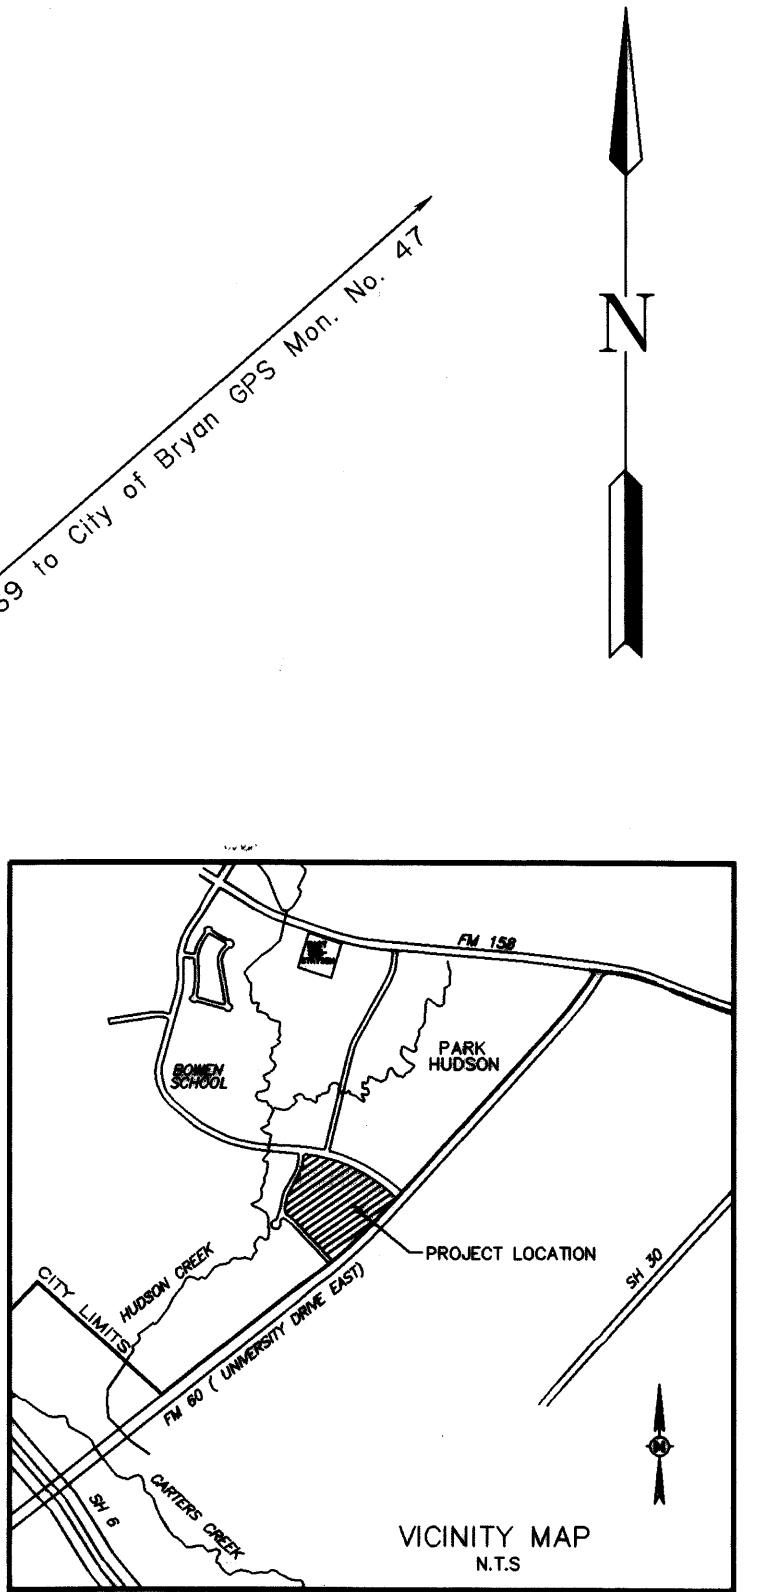 N
to City of Bryan GPS Mon. No. 47
FM 158
PARK
HUDSON
BOWEN
SCHOOL
PROJECT LOCATION
SH 30
HUDSON CREEK
CITY LIMITS
FM 60 ( UNIVERSITY DRIVE EAST)
SH 6
CARTERS CREEK
VICINITY MAP
N.T.S